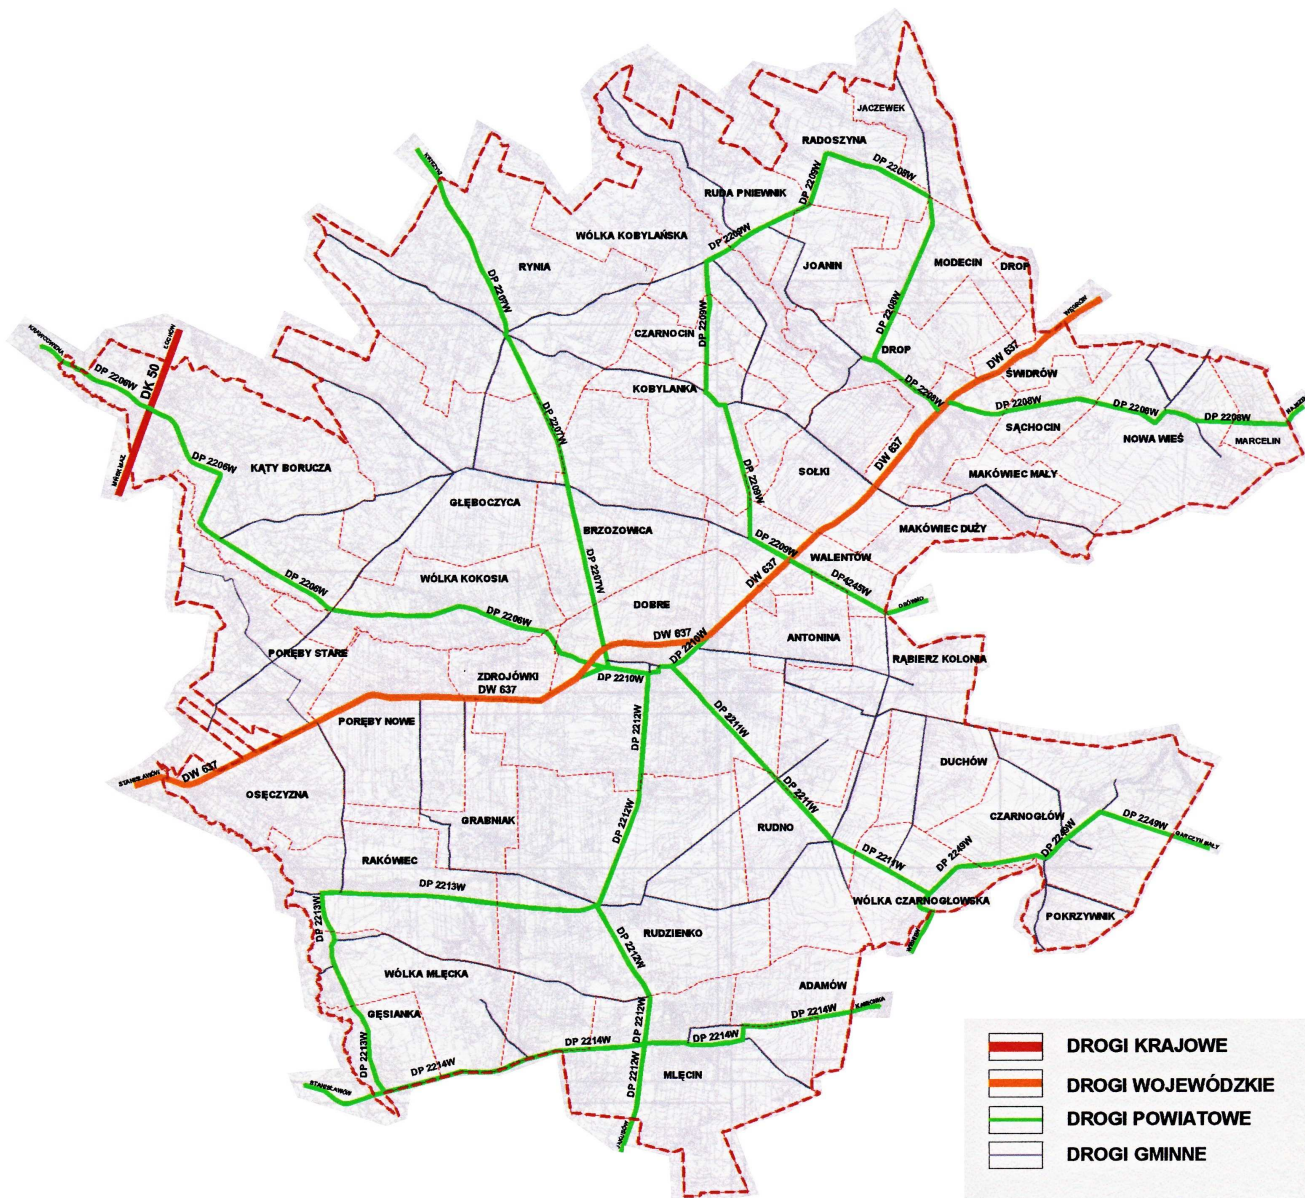 JACZEWEK
RADOSZYNA
DP 2208W
DP 2209W
RUDA PNIEWNIK
DP 2209W
WÓLKA KOBYLAŃSKA
RYNIA
JOANIN
MODECIN
DROP
DP 2207W
DP 2208W
DP 2209W
WĘGRÓW
CZARNOCIN
DROP
DW 637
KOBYLANKA
ŚWIDRÓW
DP 2208W
DP 2208W
DP 2208W
DP 2208W
SĄCHOCIN
NOWA WIEŚ
MARCELIN
ŁOCHÓW
DK 50
DP 2206W
DP 2206W
KĄTY BORUCZA
DP 2207W
DP 2209W
SOŁKI
DW 637
MAKÓWIEC MAŁY
GŁĘBOCZYCA
BRZOZOWICA
MAKÓWIEC DUŻY
DP 2209W
WALENTÓW
DW 637
DP4245W
DP 2206W
WÓLKA KOKOSIA
DP 2207W
DP 2206W
DOBRE
DW 637
DP 2210W
ANTONINA
RĄBIERZ KOLONIA
PORĘBY STARE
ZDROJÓWKI
DW 637
DP 2210W
PORĘBY NOWE
DP 2212W
DP 2211W
STANISŁAWÓW
DW 637
OSĘCZYZNA
DUCHÓW
DP 2211W
CZARNOGŁÓW
DP 2249W
GRABNIAK
DP 2212W
RUDNO
DP 2249W
DP 2249W
RAKÓWIEC
DP 2211W
DP 2213W
WÓLKA CZARNOGŁOWSKA
POKRZYWNIK
DP 2213W
RUDZIENKO
DP 2212W
WÓLKA MLĘCKA
ADAMÓW
GĘSIANKA
DP 2214W
DP 2212W
DP 2214W
DP 2214W
DP 2213W
DP 2214W
DP 2212W
MLĘCIN
STANISŁAWÓW
DROGI KRAJOWE
DROGI WOJEWÓDZKIE
DROGI POWIATOWE
DROGI GMINNE